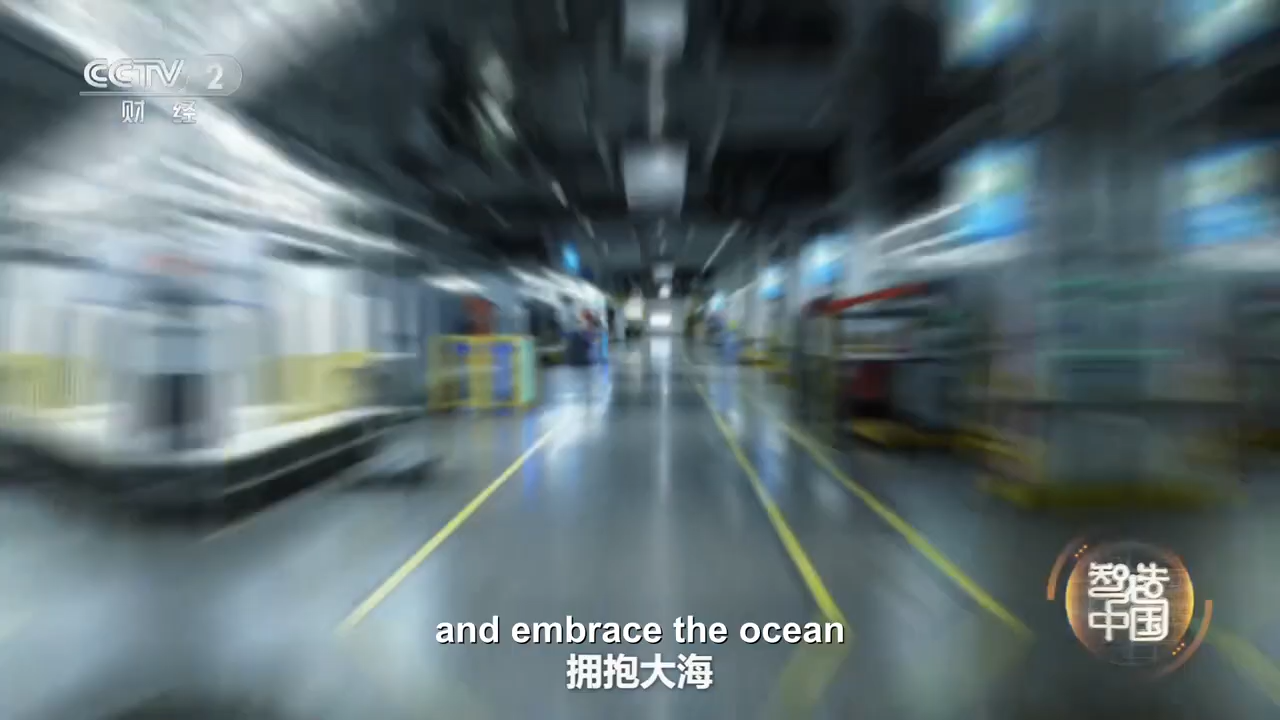 CCTV 2
财经
智造
中国
and embrace the ocean
拥抱大海